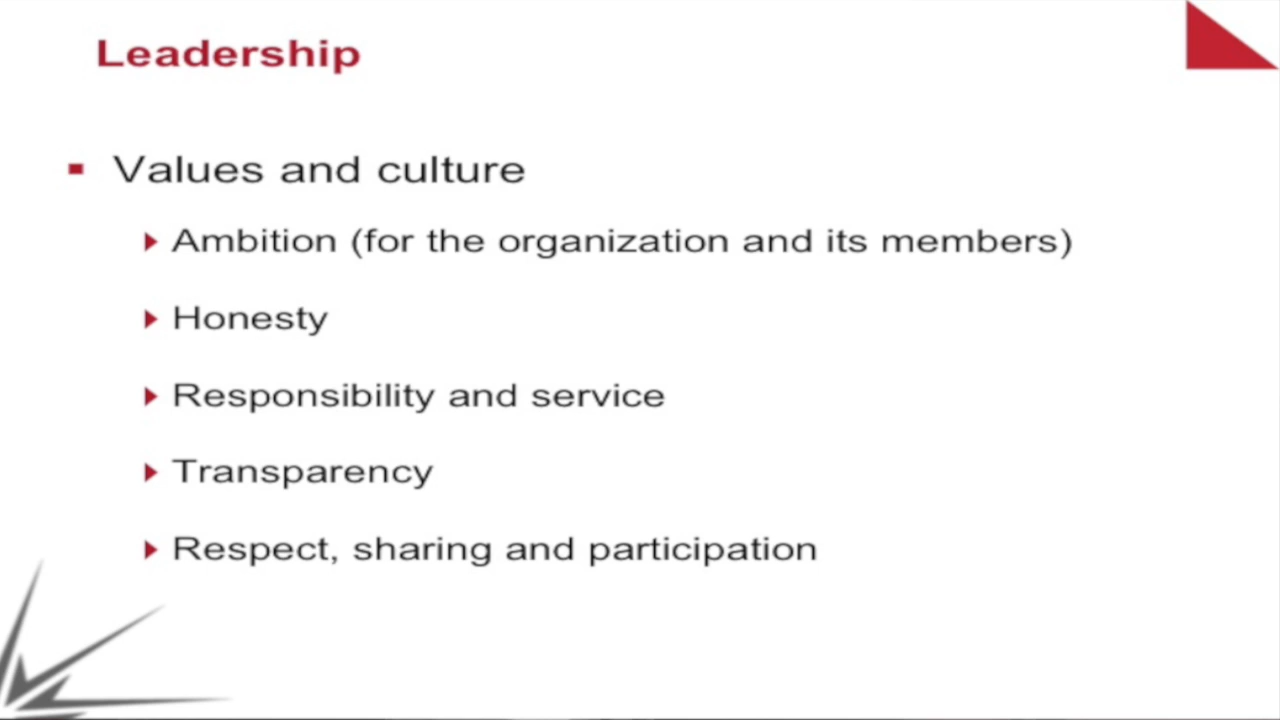 Leadership
Values and culture
Ambition (for the organization and its members)
Honesty
Responsibility and service
Transparency
Respect, sharing and participation